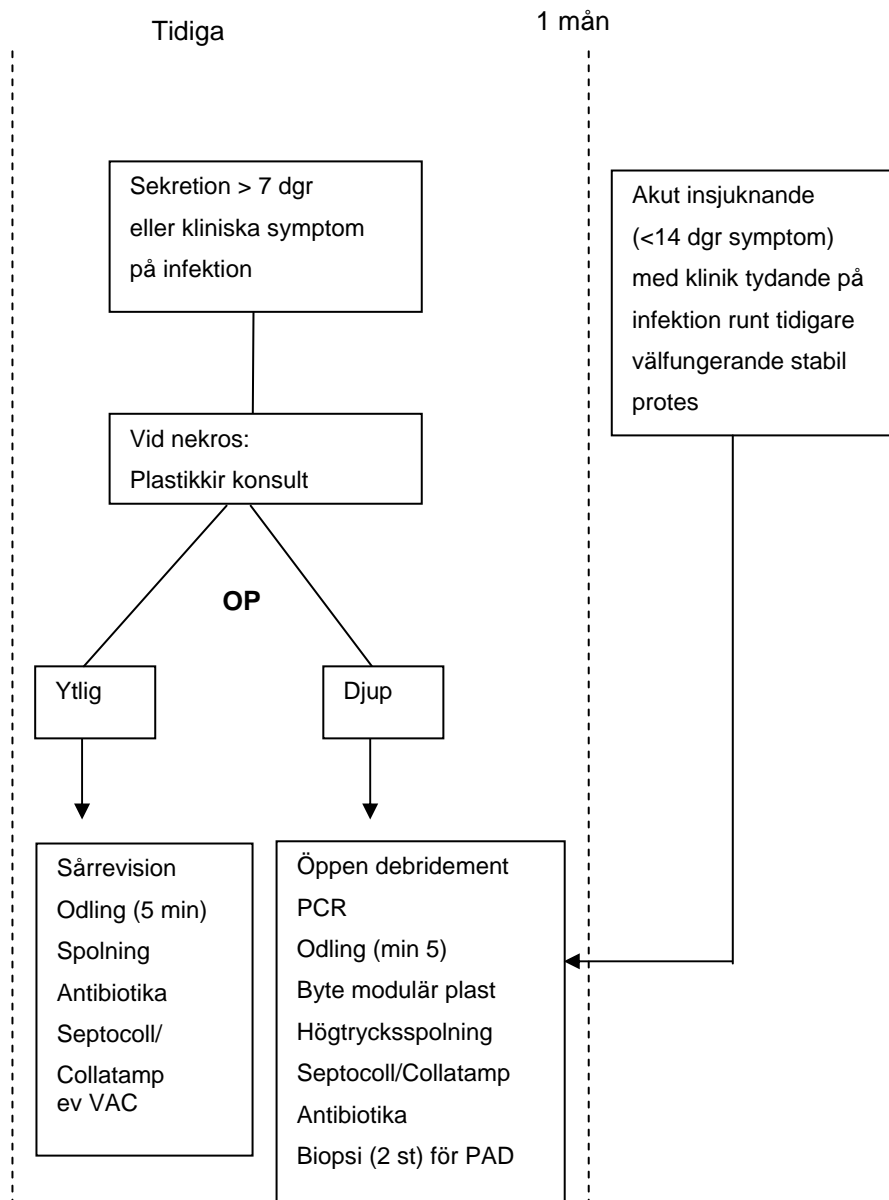 Tidiga
1 mån
Sekretion > 7 dgr
eller kliniska symptom
på infektion
Akut insjuknande
(<14 dgr symptom)
med klinik tydande på
infektion runt tidigare
välfungerande stabil
protes
Vid nekros:
Plastikkir konsult
OP
Ytlig
Djup
Sårrevision
Odling (5 min)
Spolning
Antibiotika
Septocoll/
Collatamp
ev VAC
Öppen debridement
PCR
Odling (min 5)
Byte modulär plast
Högtrycksspolning
Septocoll/Collatamp
Antibiotika
Biopsi (2 st) för PAD